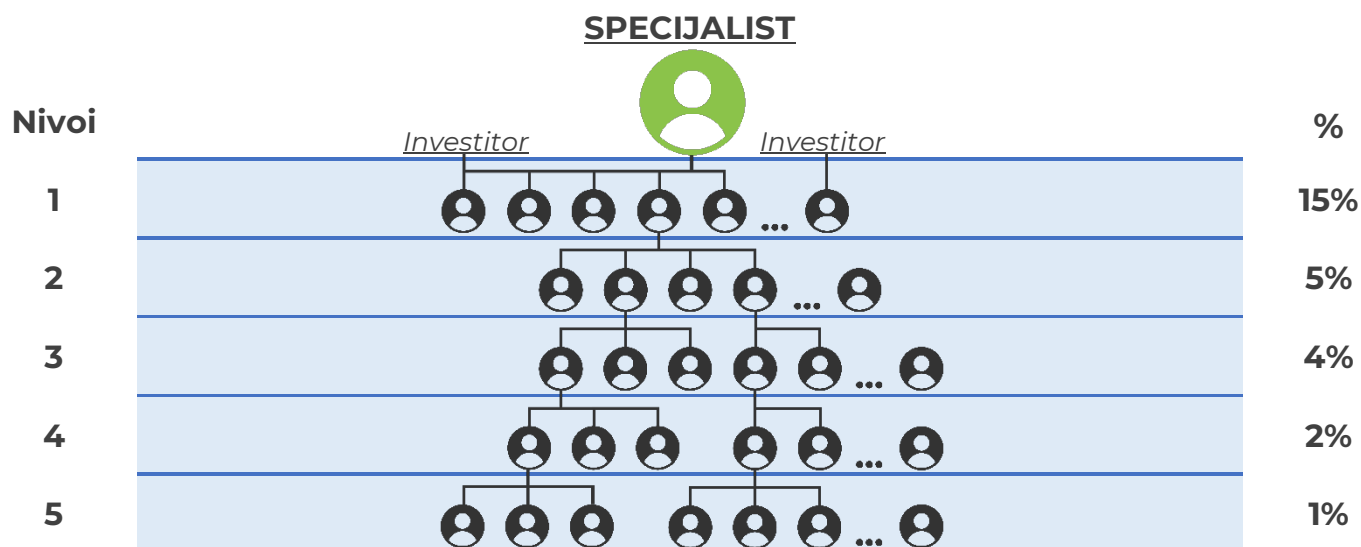 SPECIJALIST
Nivoi
%
Investitor
Investitor
1
15%
2
5%
3
4%
4
2%
5
1%